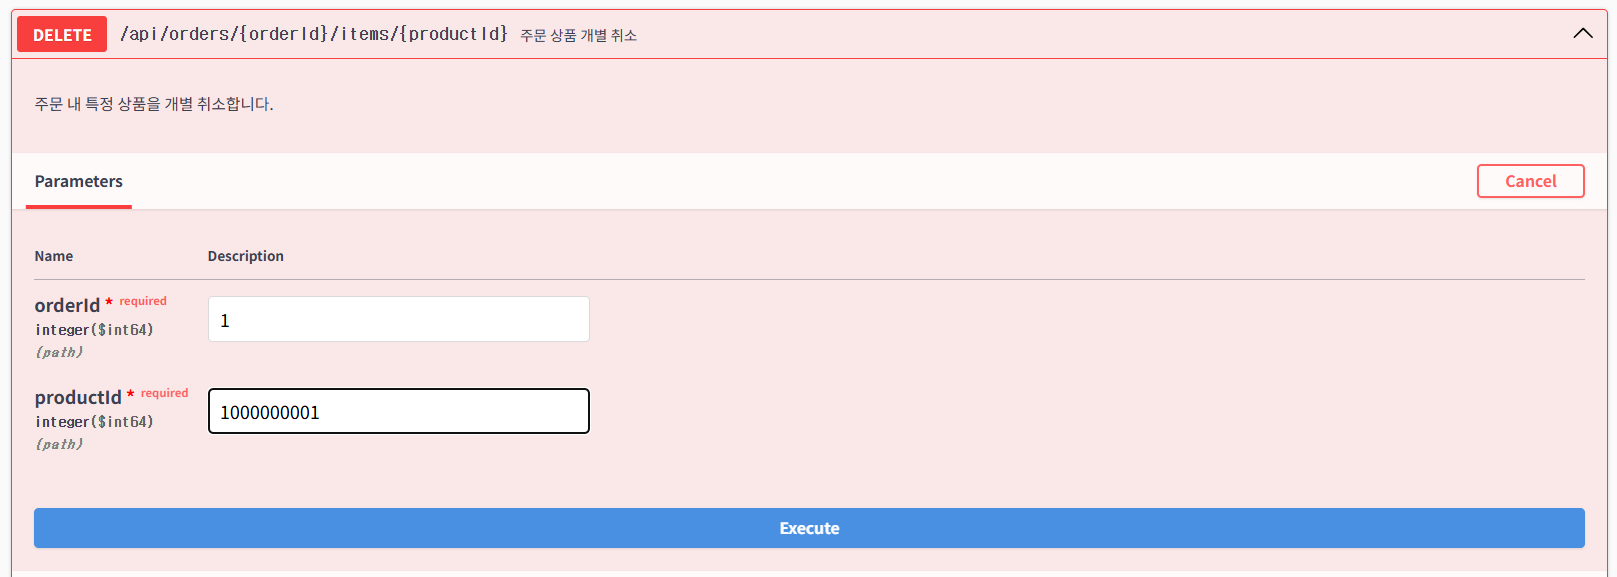 DELETE /api/orders/{orderId}/items/{productId} 주문 상품 개별 취소
주문 내 특정 상품을 개별 취소합니다.
Parameters Cancel
Name Description
orderId * required
integer($int64)
(path)
1
productId * required
integer($int64)
(path)
1000000001
Execute